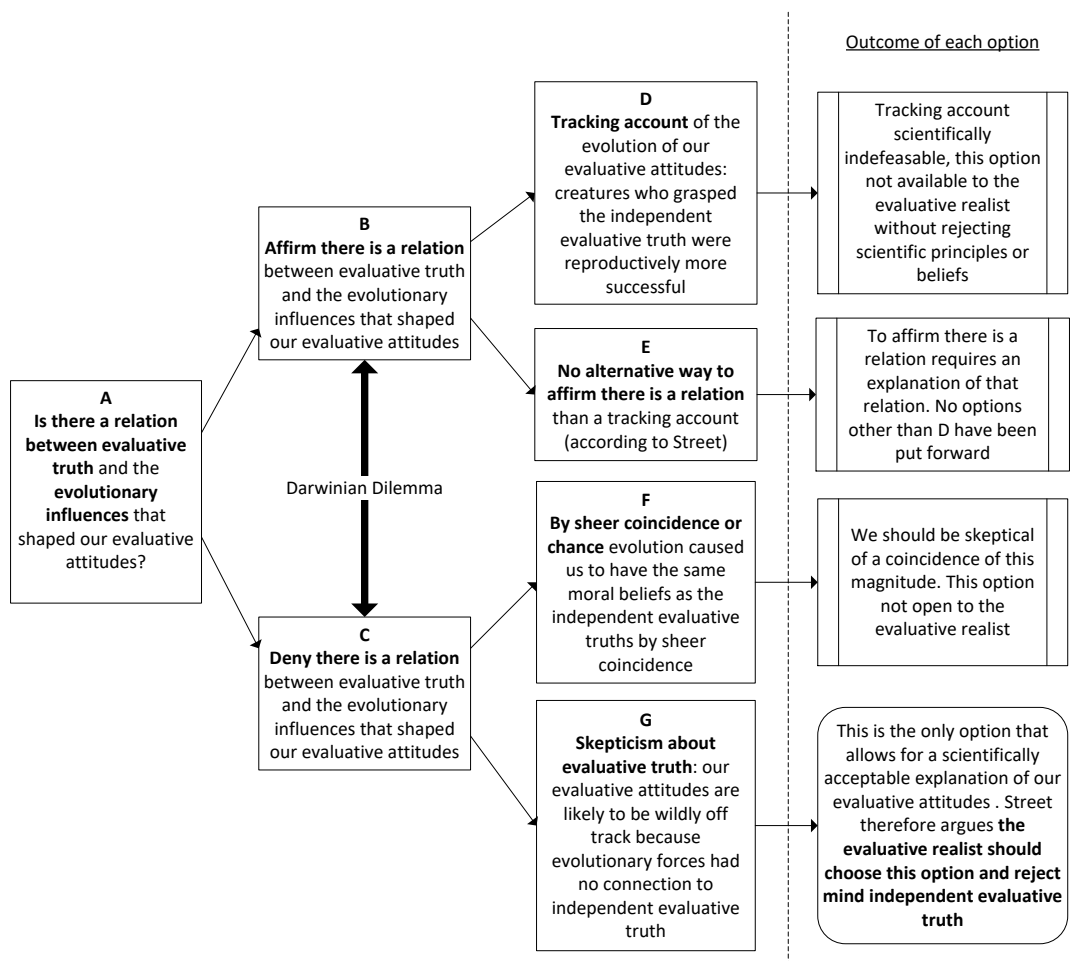 Outcome of each option
A
Is there a relation
between evaluative
truth and the
evolutionary
influences that
shaped our evaluative
attitudes?
B
Affirm there is a relation
between evaluative truth
and the evolutionary
influences that shaped
our evaluative attitudes
Darwinian Dilemma
C
Deny there is a relation
between evaluative truth
and the evolutionary
influences that shaped
our evaluative attitudes
D
Tracking account of the
evolution of our
evaluative attitudes:
creatures who grasped
the independent
evaluative truth were
reproductively more
successful
Tracking account
scientifically
indefeasable, this option
not available to the
evaluative realist
without rejecting
scientific principles or
beliefs
E
No alternative way to
affirm there is a relation
than a tracking account
(according to Street)
To affirm there is a
relation requires an
explanation of that
relation. No options
other than D have been
put forward
F
By sheer coincidence or
chance evolution caused
us to have the same
moral beliefs as the
independent evaluative
truths by sheer
coincidence
We should be skeptical
of a coincidence of this
magnitude. This option
not open to the
evaluative realist
G
Skepticism about
evaluative truth: our
evaluative attitudes are
likely to be wildly off
track because
evolutionary forces had
no connection to
independent evaluative
truth
This is the only option that
allows for a scientifically
acceptable explanation of our
evaluative attitudes . Street
therefore argues the
evaluative realist should
choose this option and reject
mind independent evaluative
truth